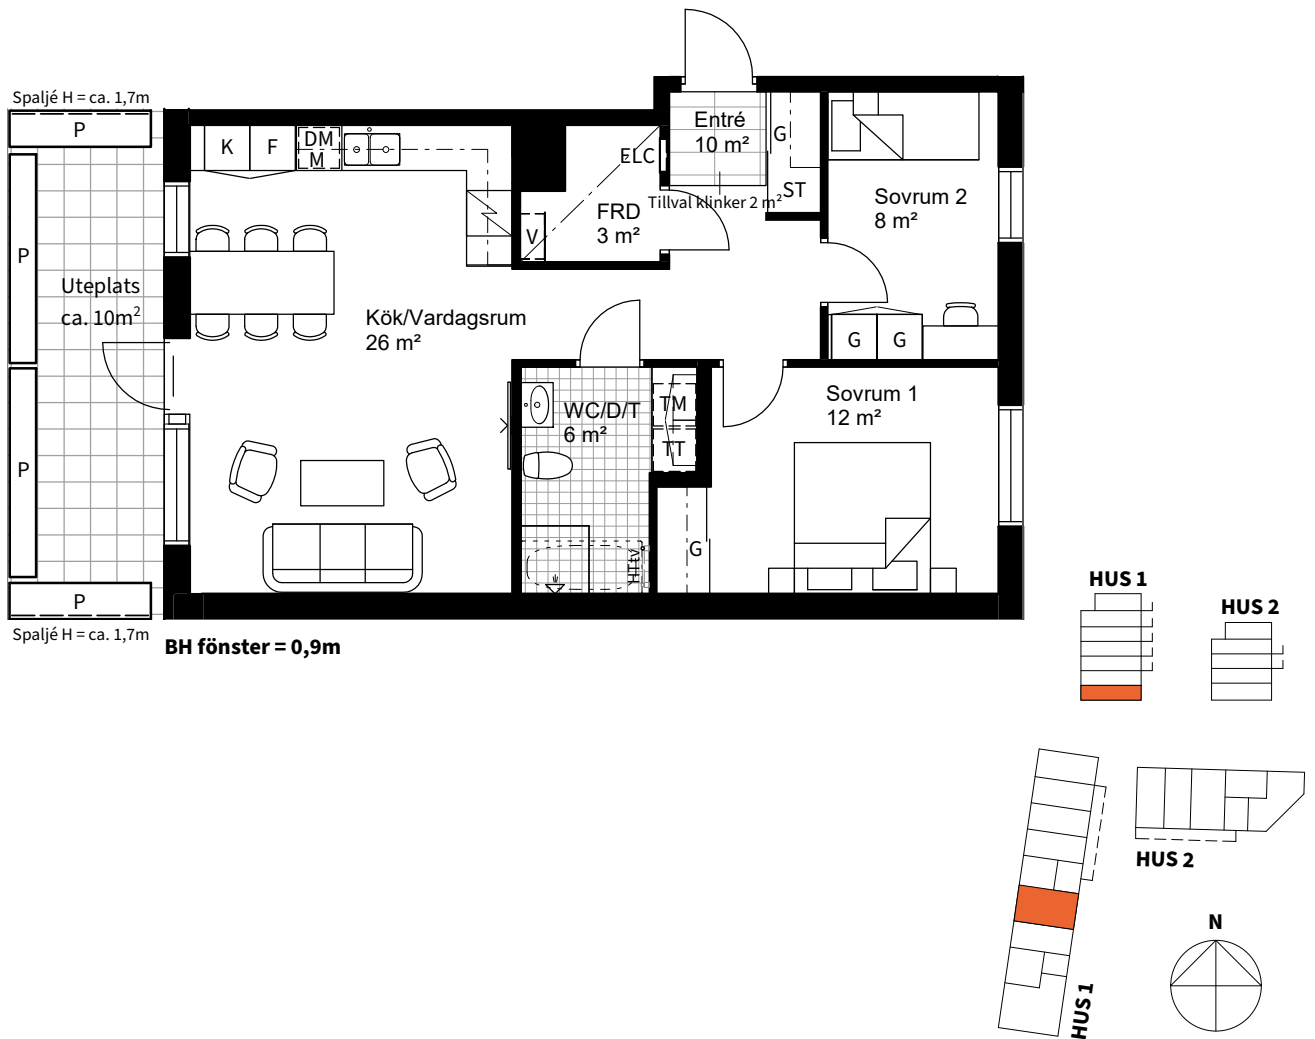 Spaljé H = ca. 1,7m
P
K
F
DM
M
ELC
Entré
10 m²
G
ST
Tillval klinker 2 m²
Sovrum 2
8 m²
FRD
3 m²
V
P
Uteplats
ca. 10m²
Kök/Vardagsrum
26 m²
G
G
Sovrum 1
12 m²
WC/D/T
6 m²
TM
TT
P
G
HTtv
P
Spaljé H = ca. 1,7m
BH fönster = 0,9m
HUS 1
HUS 2
HUS 2
N
HUS 1